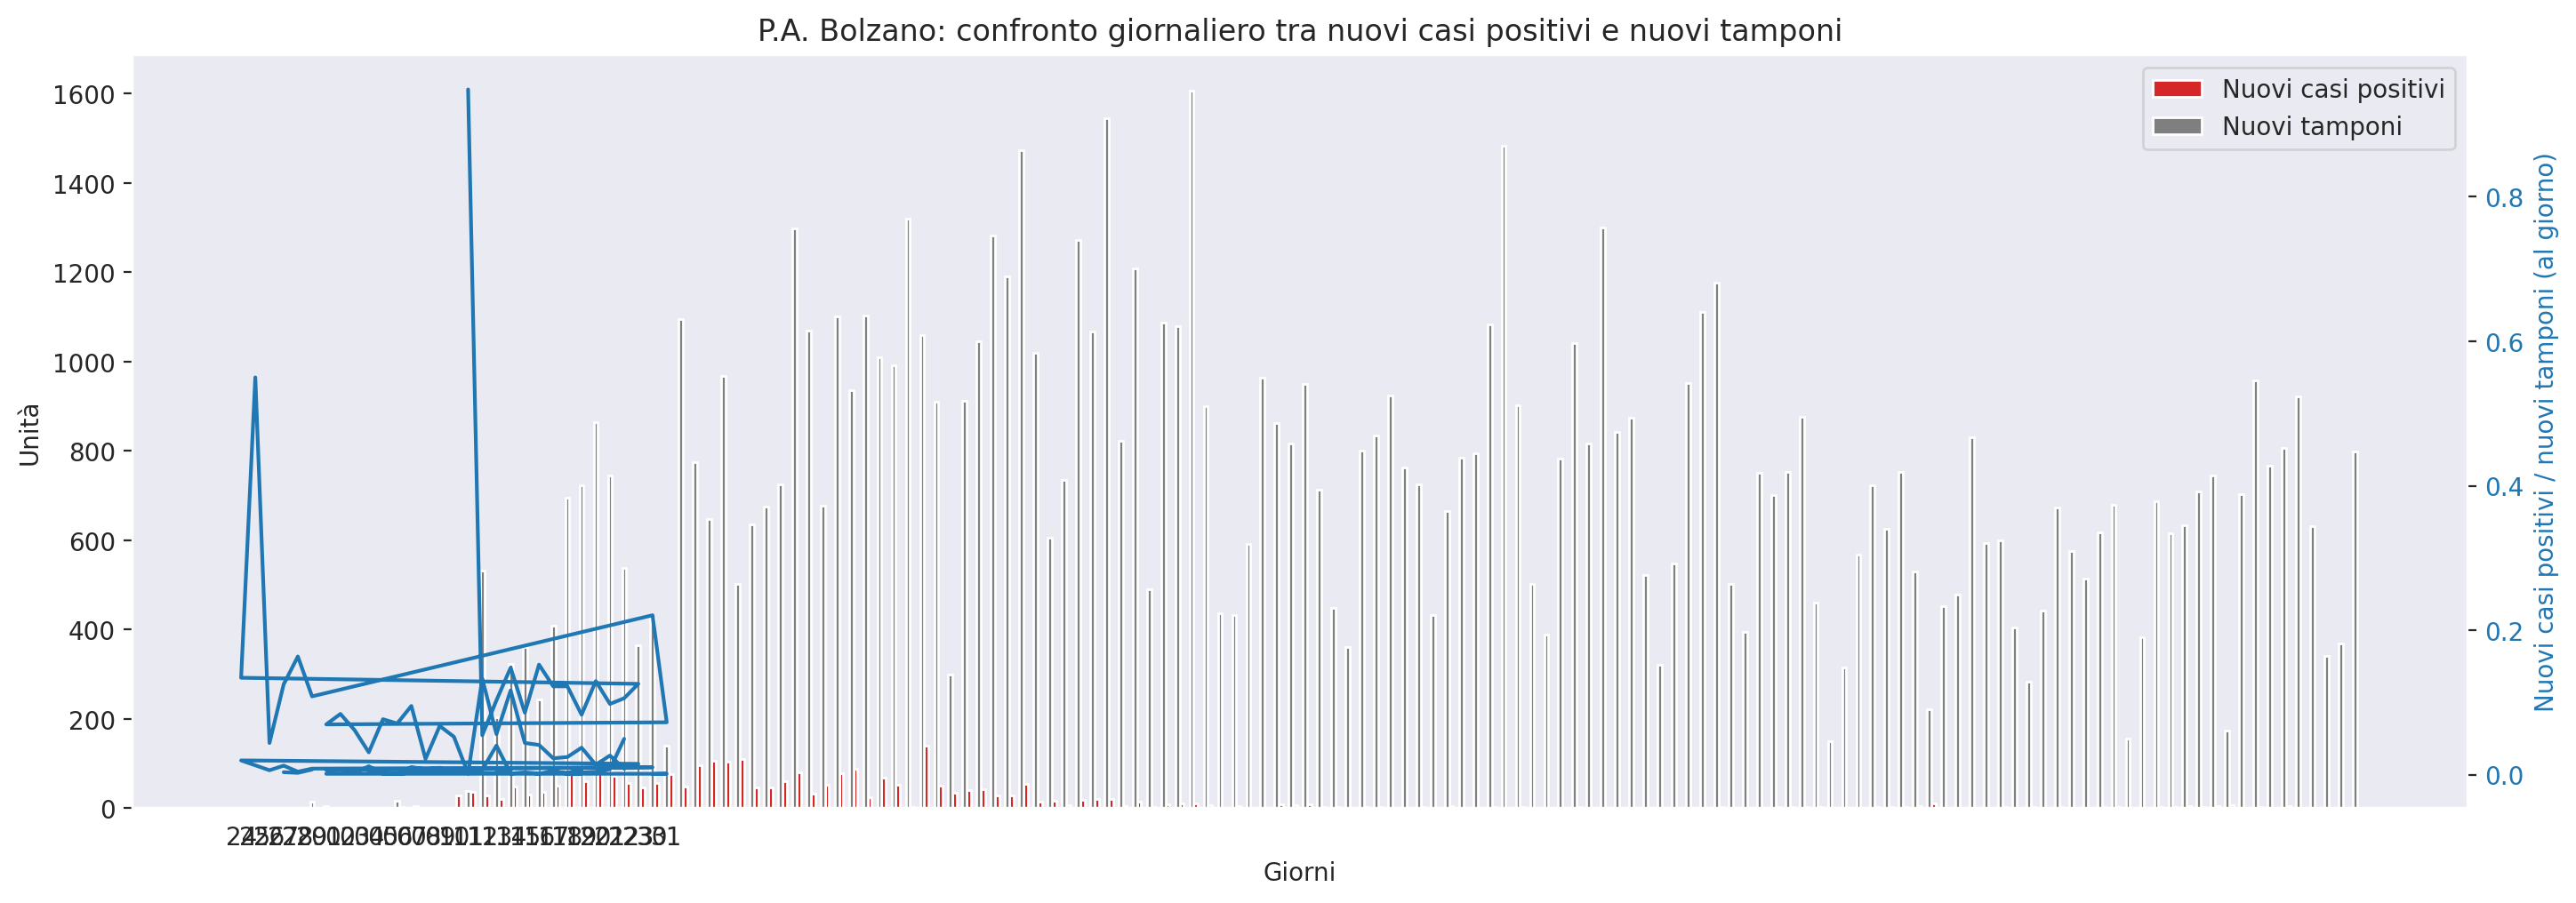 P.A. Bolzano: confronto giornaliero tra nuovi casi positivi e nuovi tamponi
Nuovi casi positivi
Nuovi tamponi
1600
1400
1200
1000
800
600
400
200
0
Unità
0.8
0.6
0.4
0.2
0.0
Nuovi casi positivi / nuovi tamponi (al giorno)
Giorni